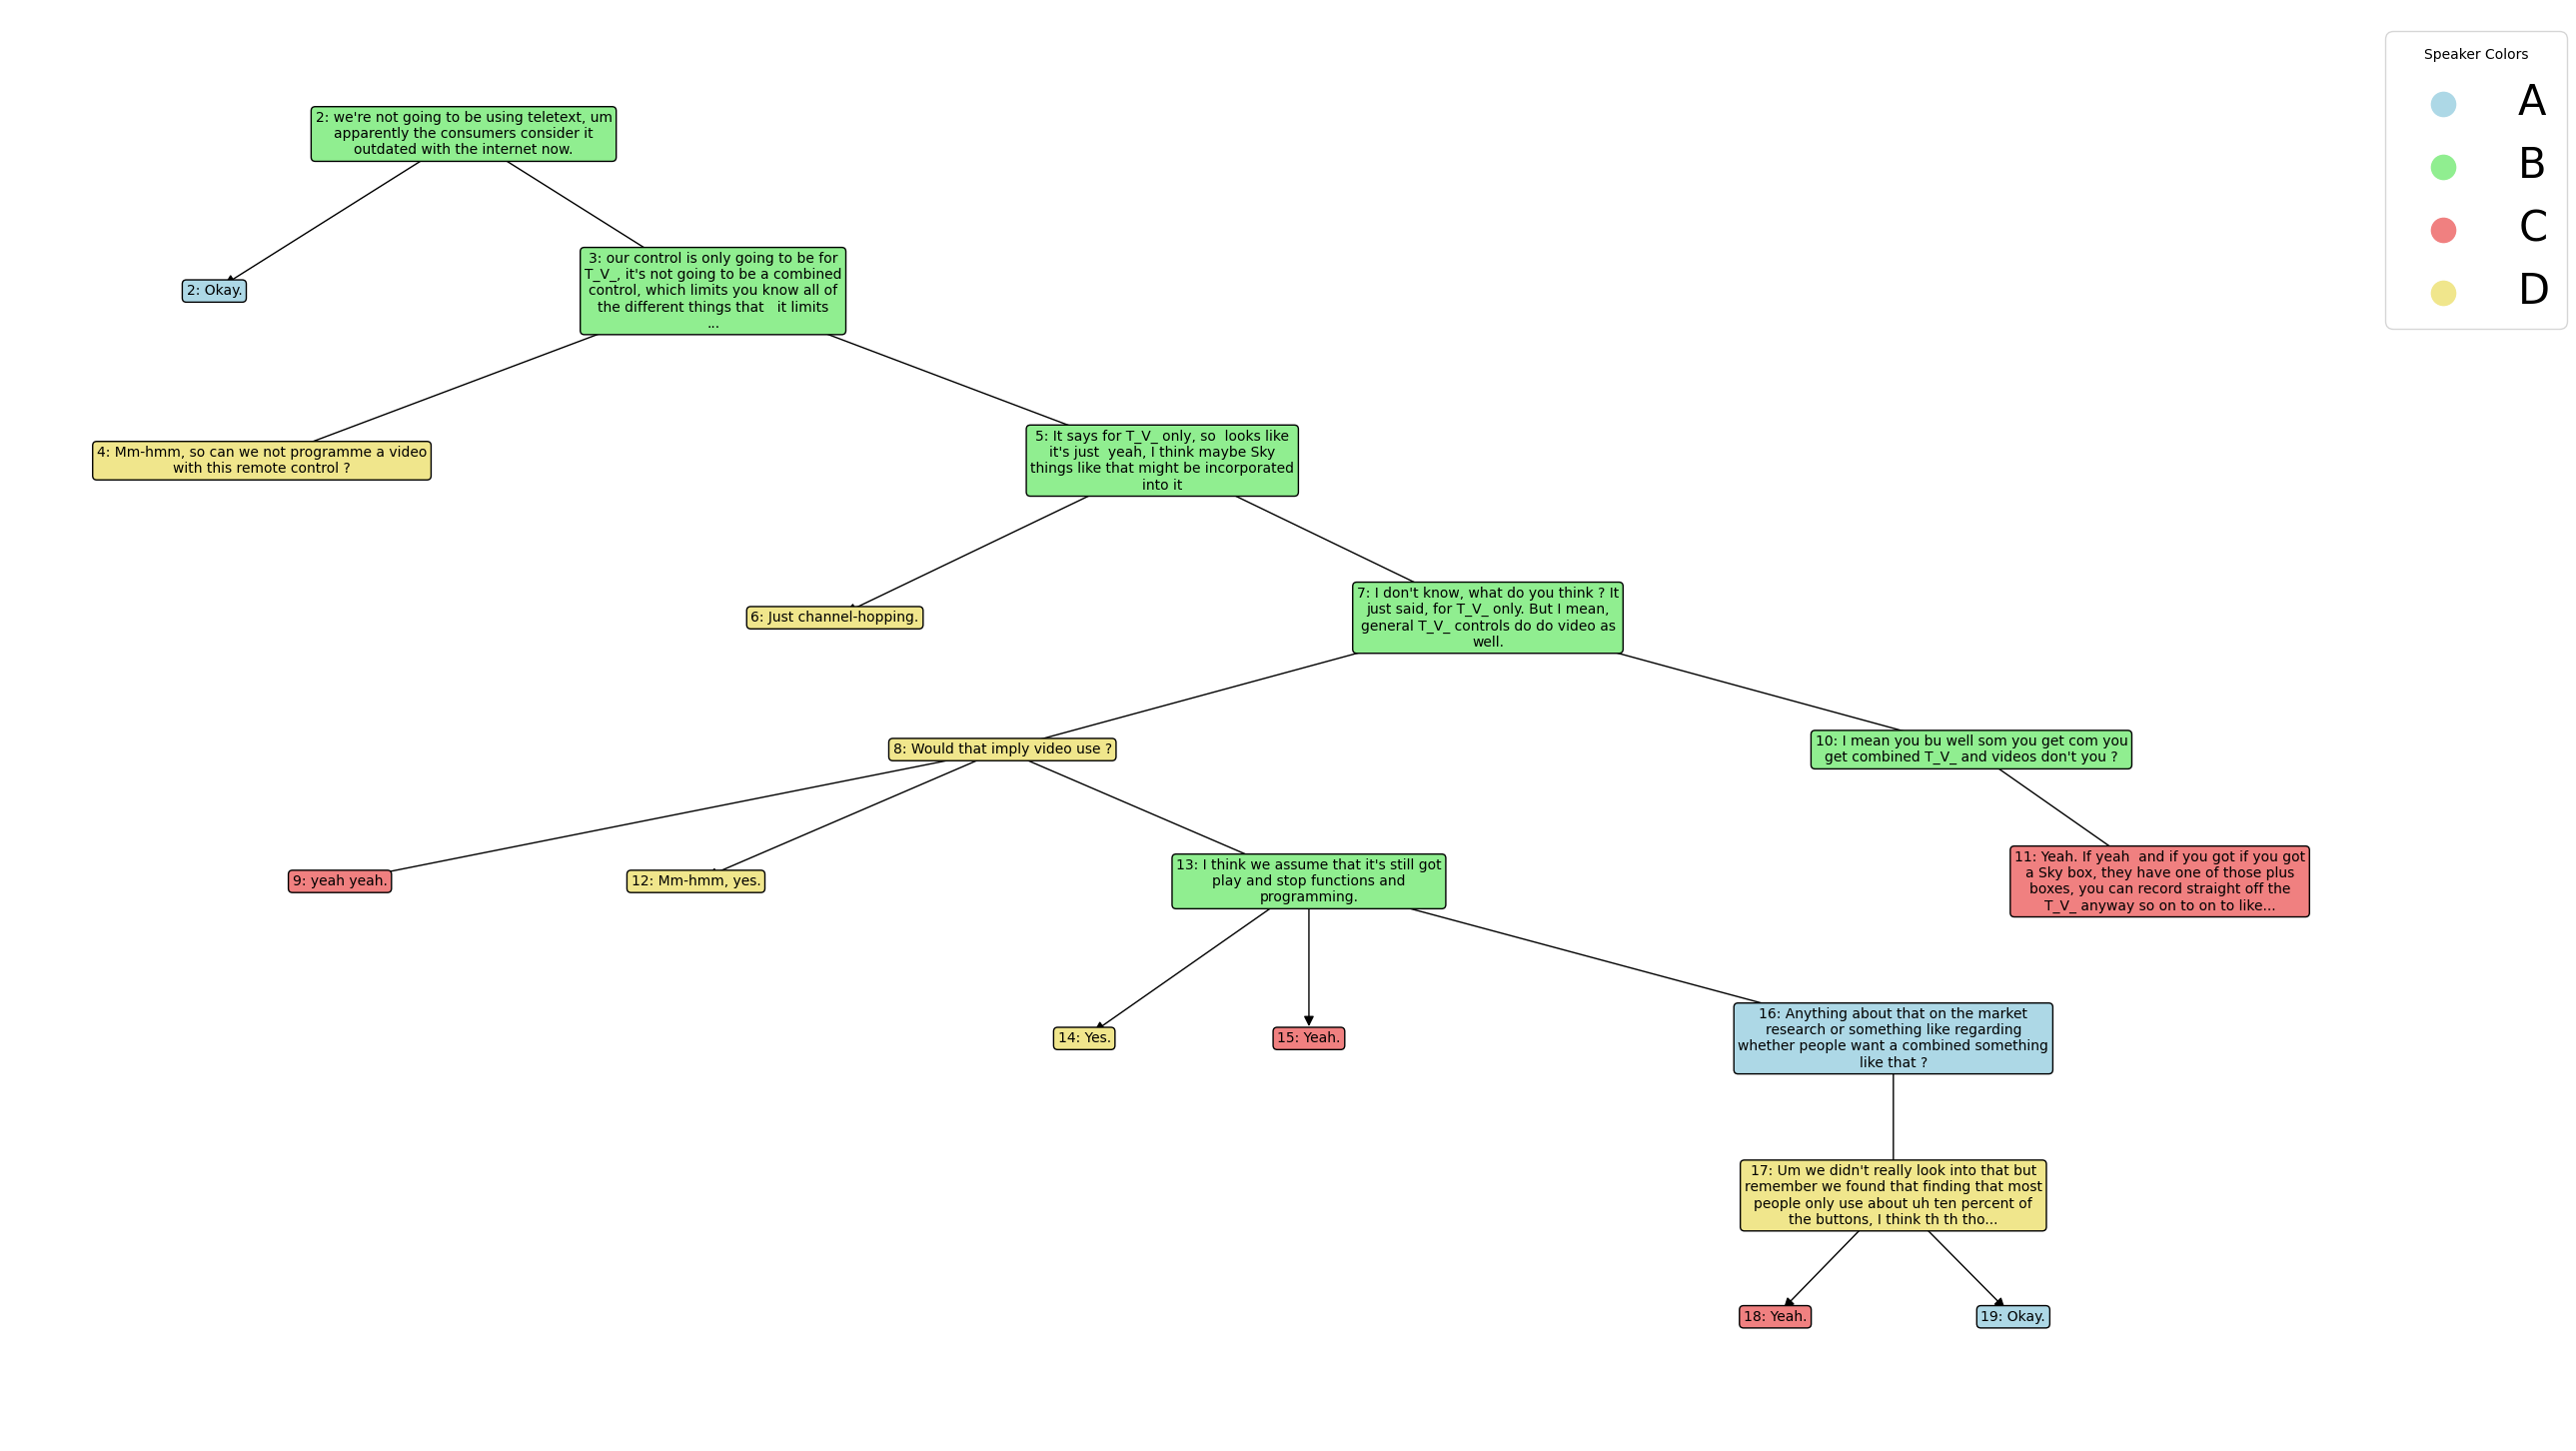 Speaker Colors
A
B
C
D
2: we're not going to be using teletext, um
apparently the consumers consider it
outdated with the internet now.
2: Okay.
3: our control is only going to be for
T_V_, it's not going to be a combined
control, which limits you know all of
the different things that   it limits
...
4: Mm-hmm, so can we not programme a video
with this remote control ?
5: It says for T_V_ only, so  looks like
it's just  yeah, I think maybe Sky
things like that might be incorporated
into it
6: Just channel-hopping.
7: I don't know, what do you think ? It
just said, for T_V_ only. But I mean,
general T_V_ controls do do video as
well.
8: Would that imply video use ?
10: I mean you bu well som you get com you
get combined T_V_ and videos don't you ?
9: yeah yeah.
12: Mm-hmm, yes.
13: I think we assume that it's still got
play and stop functions and
programming.
11: Yeah. If yeah  and if you got if you got
a Sky box, they have one of those plus
boxes, you can record straight off the
T_V_ anyway so on to on to like...
14: Yes.
15: Yeah.
16: Anything about that on the market
research or something like regarding
whether people want a combined something
like that ?
17: Um we didn't really look into that but
remember we found that finding that most
people only use about uh ten percent of
the buttons, I think th th tho...
18: Yeah.
19: Okay.